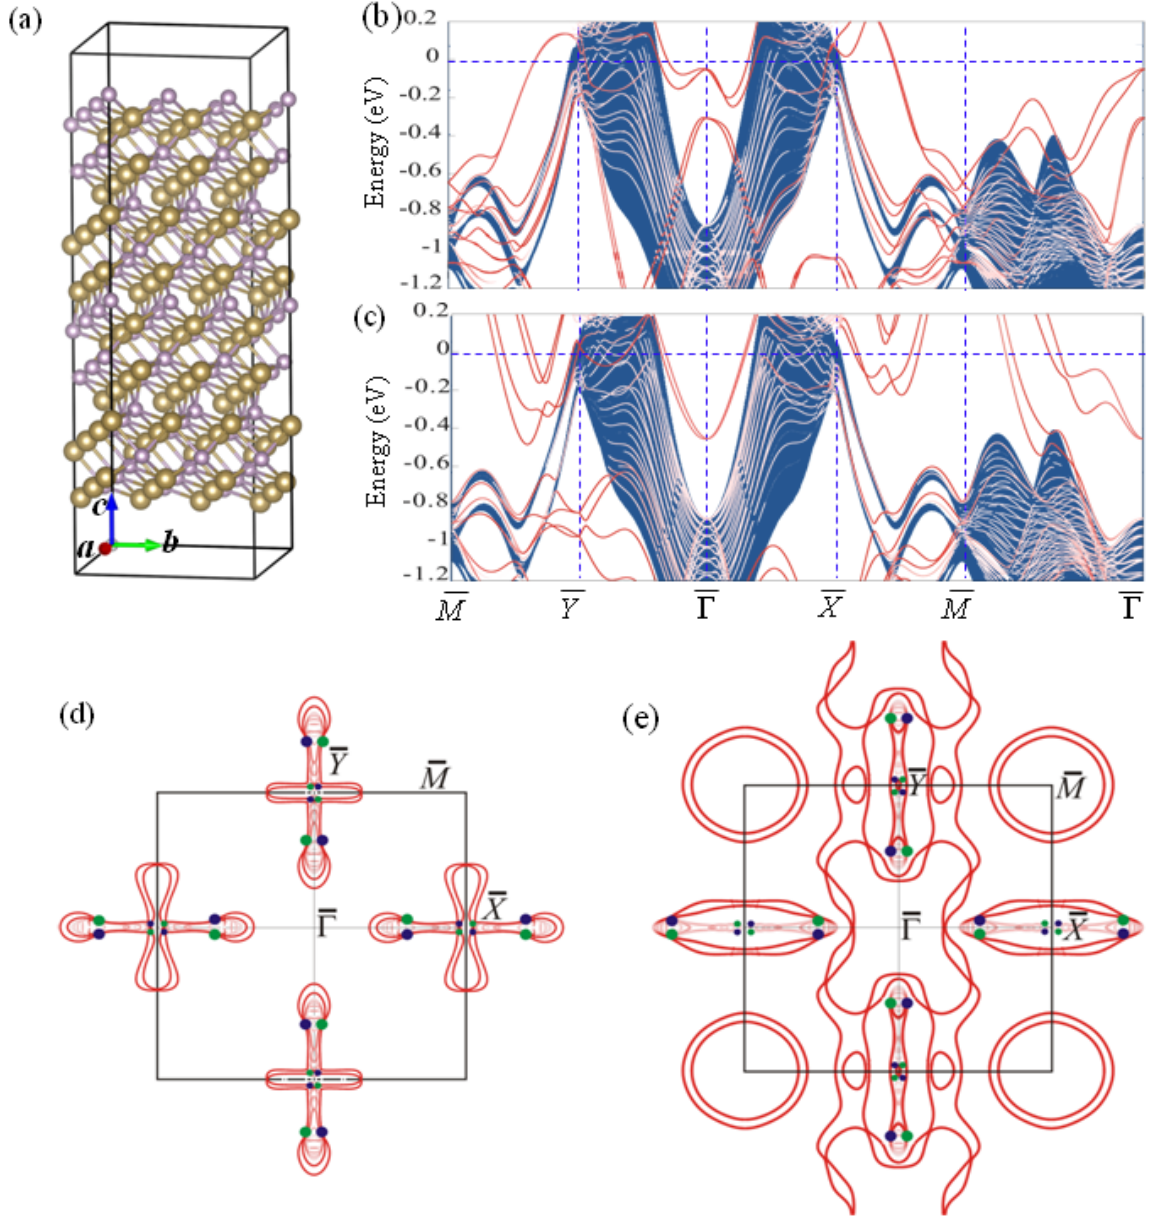 (a)
c
a
b
(b)
0.2
0
-0.2
-0.4
-0.6
-0.8
-1
-1.2
Energy (eV)
(c)
0.2
0
-0.2
-0.4
-0.6
-0.8
-1
-1.2
Energy (eV)
M̅ Y̅ Γ̅ X̅ M̅ Γ̅
(d)
Y̅
M̅
X̅
Γ̅
(e)
Y̅
M̅
Γ̅
X̅